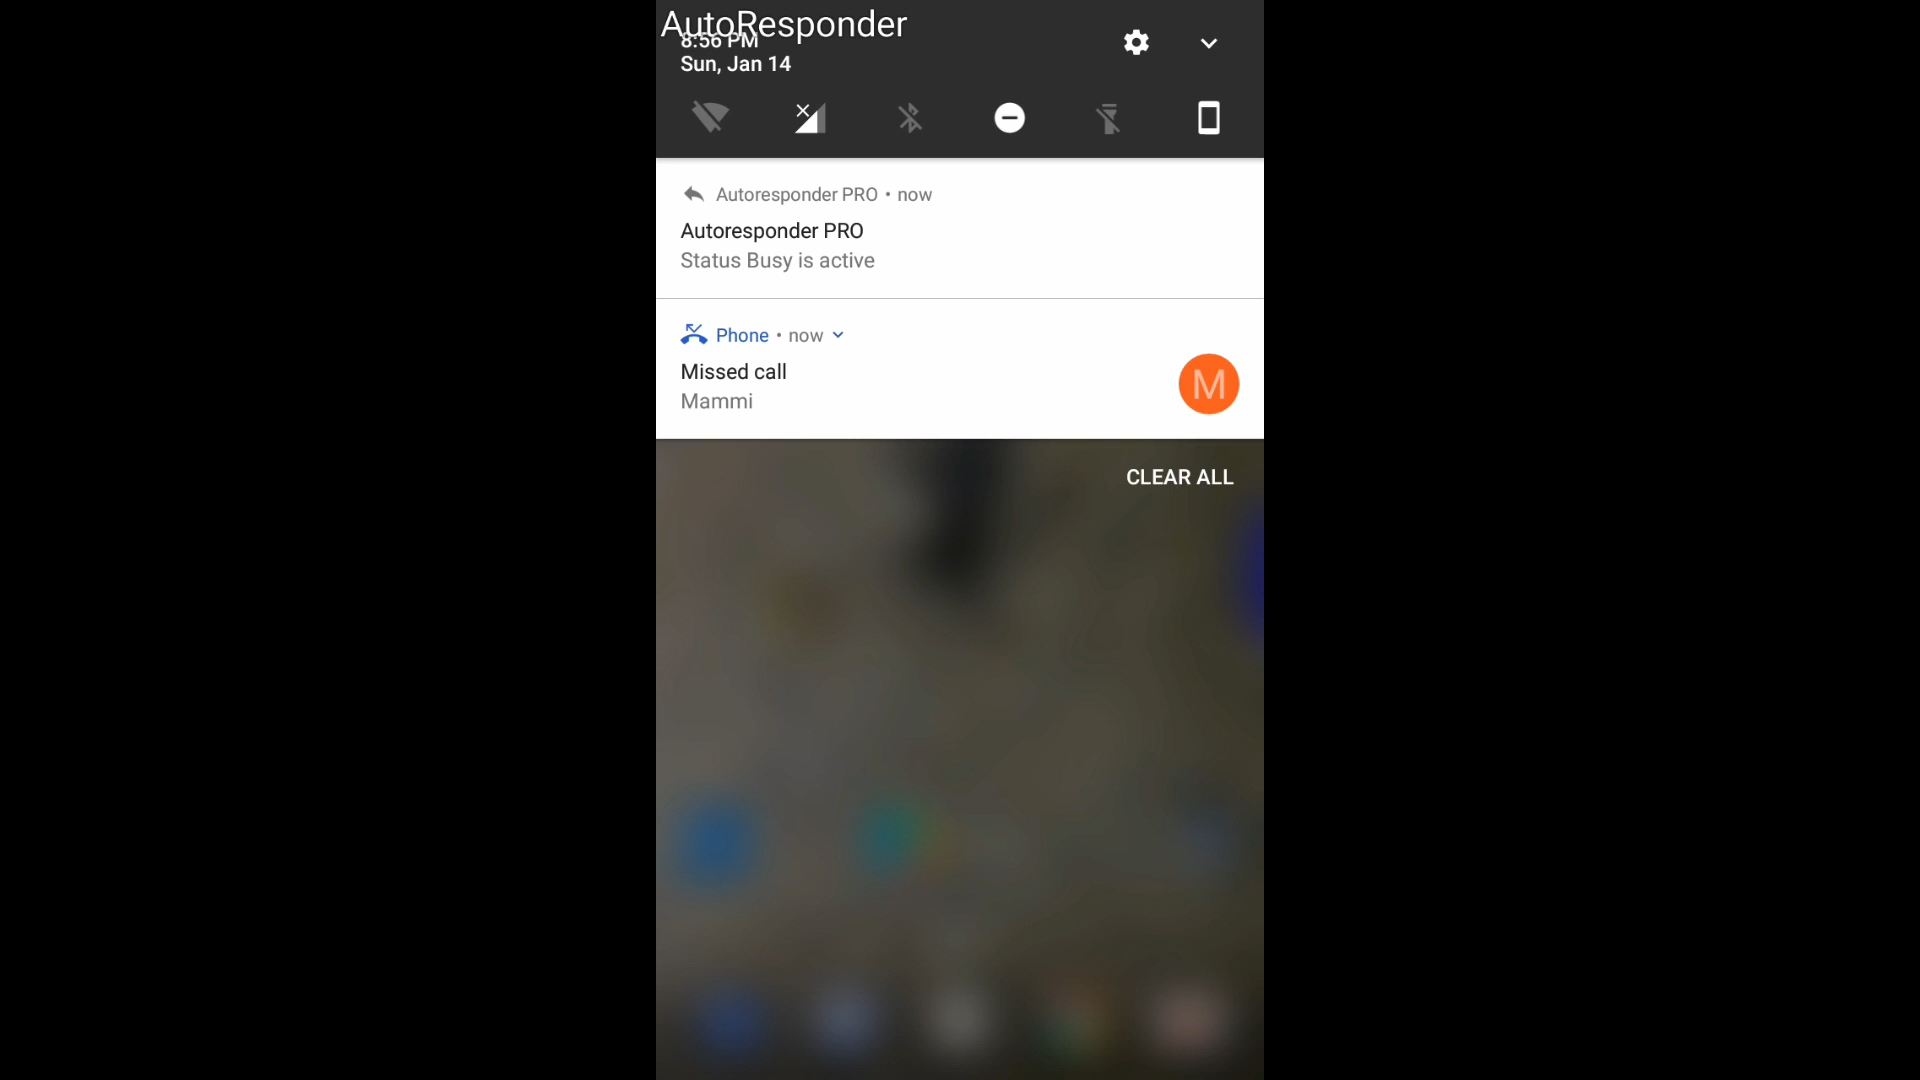 AutoResponder
8:56 PM
Sun, Jan 14
Autoresponder PRO • now
Autoresponder PRO
Status Busy is active
Phone • now
Missed call
Mammi
M
CLEAR ALL